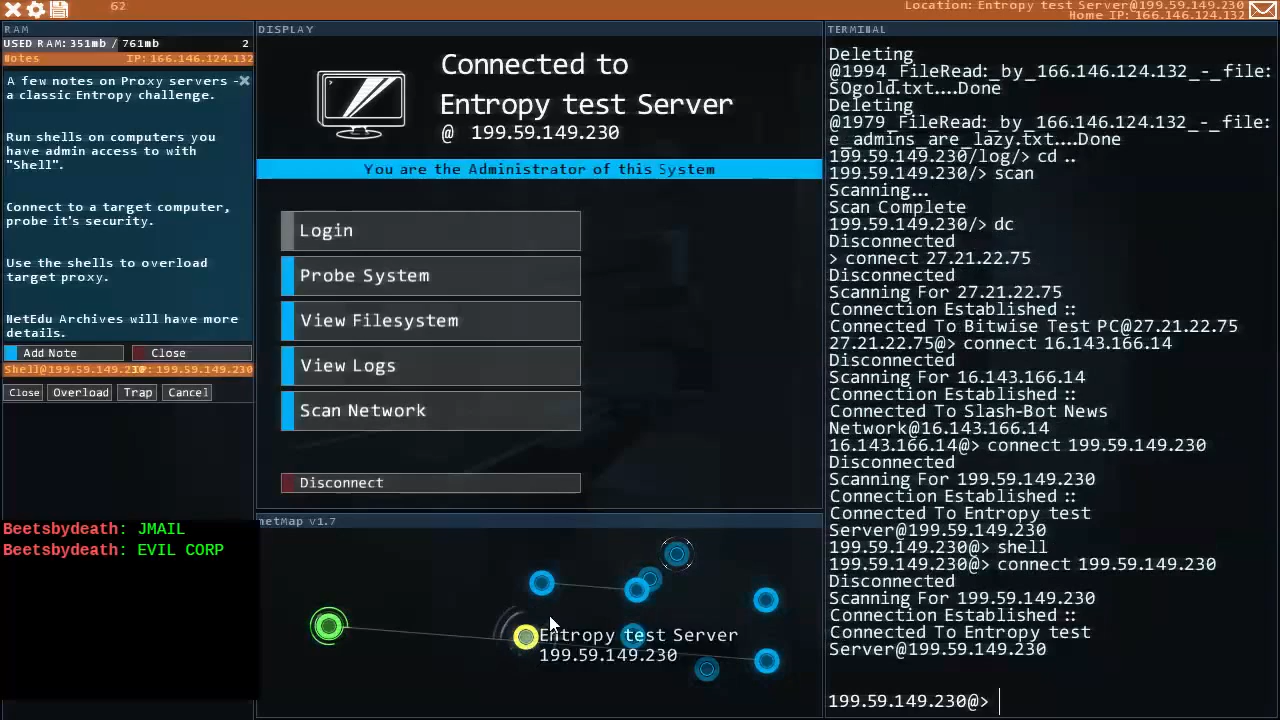 62
Location: Entropy test Server@199.59.149.230
Home IP: 166.146.124.132
RAM
USED RAM: 351mb / 761mb 2
Notes IP: 166.146.124.132
A few notes on Proxy servers -
a classic Entropy challenge.
Run shells on computers you
have admin access to with
"Shell".
Connect to a target computer,
probe it's security.
Use the shells to overload
target proxy.
NetEdu Archives will have more
details.
Add Note Close
Shell@199.59.149.230 IP: 199.59.149.230
Close Overload Trap Cancel
Beetsbydeath: JMAIL
Beetsbydeath: EVIL CORP
DISPLAY
Connected to
Entropy test Server
@ 199.59.149.230
You are the Administrator of this System
Login
Probe System
View Filesystem
View Logs
Scan Network
Disconnect
netMap v1.7
Entropy test Server
199.59.149.230
TERMINAL
Deleting
@1994_FileRead:_by_166.146.124.132_-_file:
SOgold.txt....Done
Deleting
@1979_FileRead:_by_166.146.124.132_-_file:
e_admins_are_lazy.txt....Done
199.59.149.230/log/> cd ..
199.59.149.230/> scan
Scanning...
Scan Complete
199.59.149.230/> dc
Disconnected
> connect 27.21.22.75
Disconnected
Scanning For 27.21.22.75
Connection Established ::
Connected To Bitwise Test PC@27.21.22.75
27.21.22.75@> connect 16.143.166.14
Disconnected
Scanning For 16.143.166.14
Connection Established ::
Connected To Slash-Bot News
Network@16.143.166.14
16.143.166.14@> connect 199.59.149.230
Disconnected
Scanning For 199.59.149.230
Connection Established ::
Connected To Entropy test
Server@199.59.149.230
199.59.149.230@> shell
199.59.149.230@> connect 199.59.149.230
Disconnected
Scanning For 199.59.149.230
Connection Established ::
Connected To Entropy test
Server@199.59.149.230
199.59.149.230@>